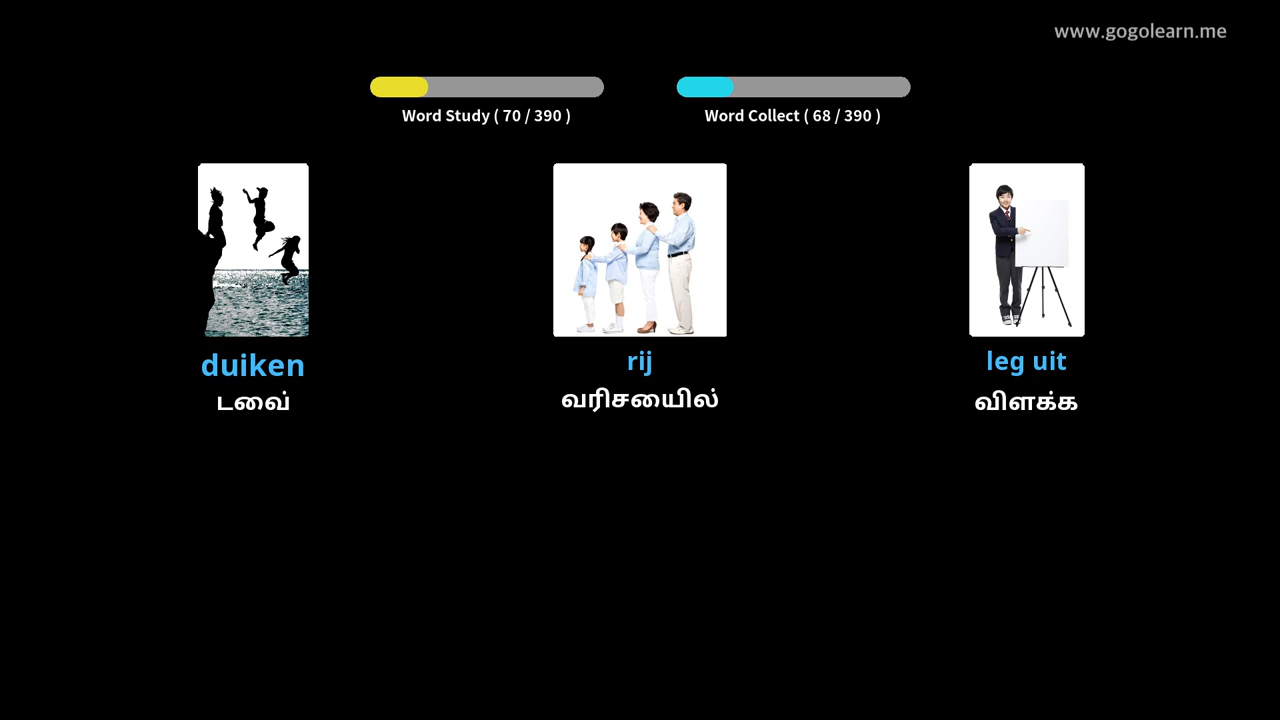 www.gogolearn.me
Word Study ( 70 / 390 )
Word Collect ( 68 / 390 )
duiken
டைவ்
rij
வரிசையில்
leg uit
விளக்க